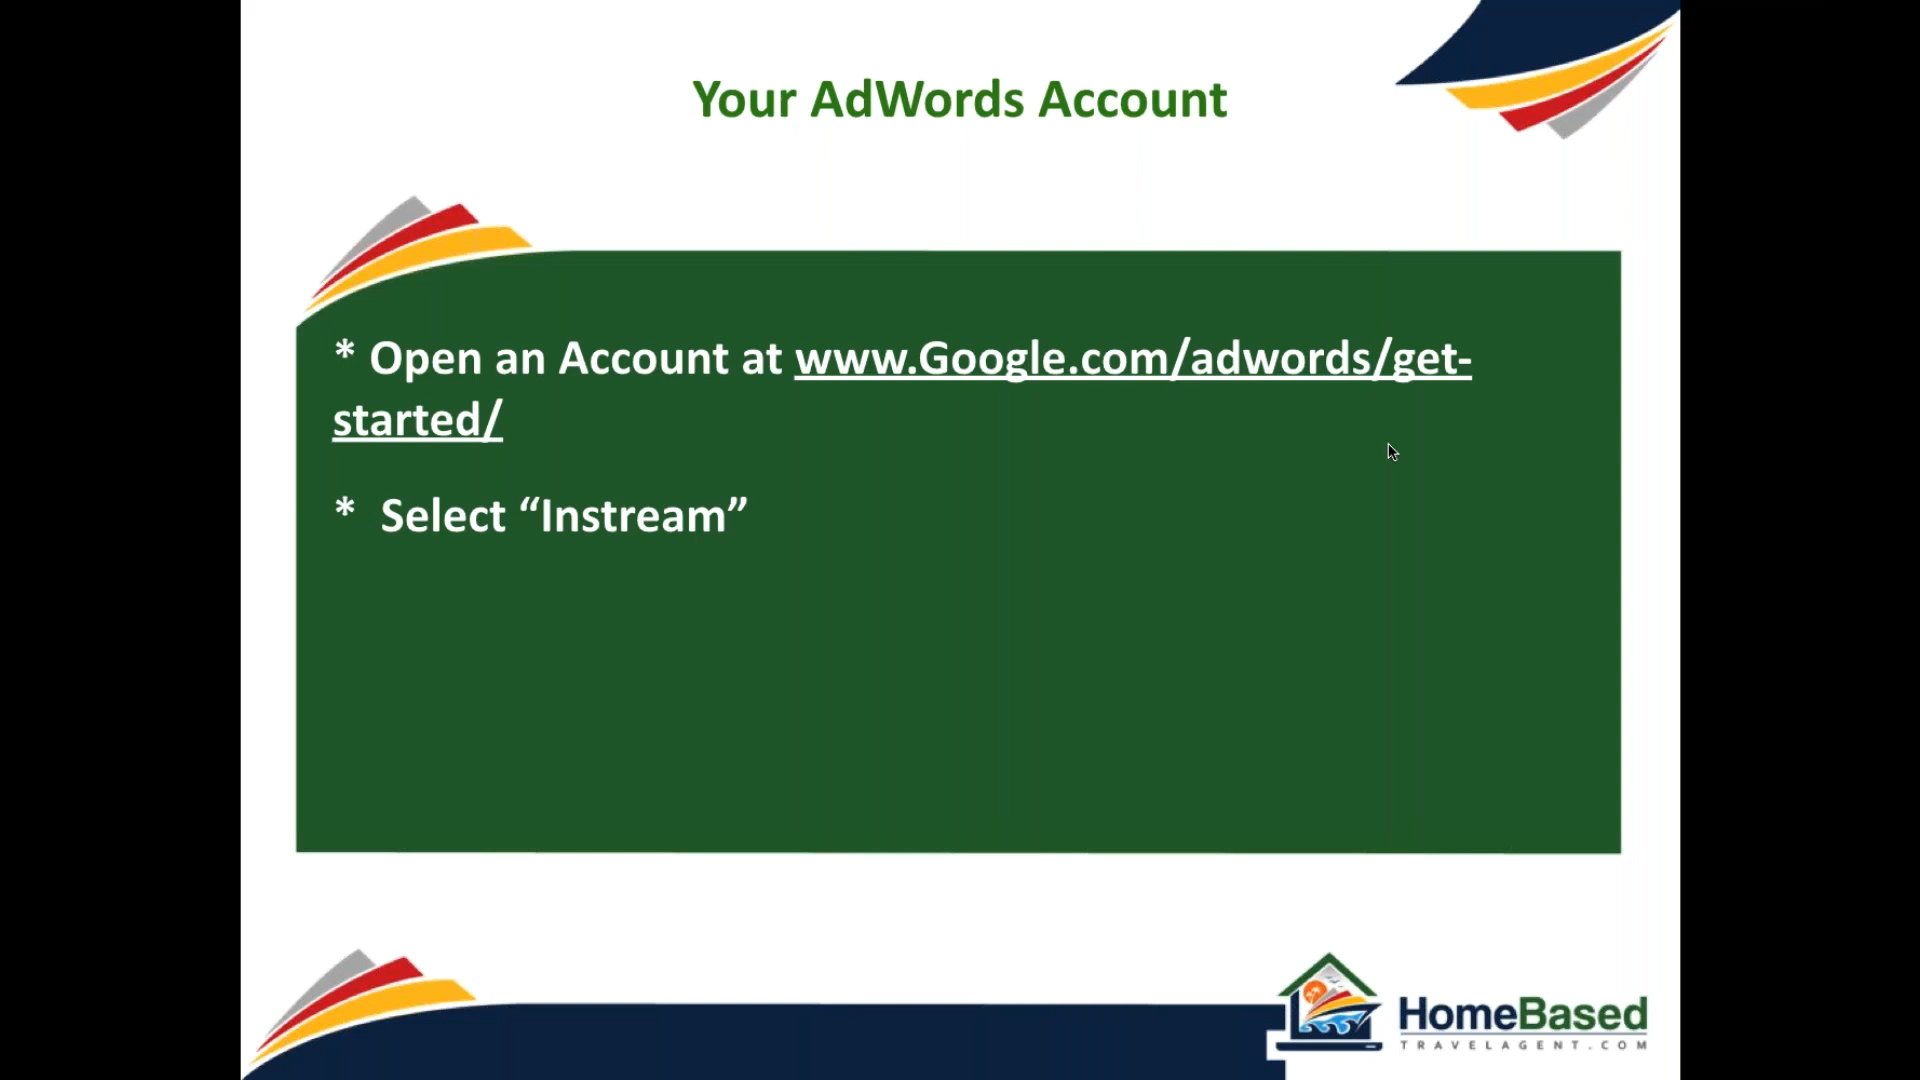 Your AdWords Account
* Open an Account at www.Google.com/adwords/get-
started/
* Select “Instream”
HomeBased
TRAVELAGENT.COM